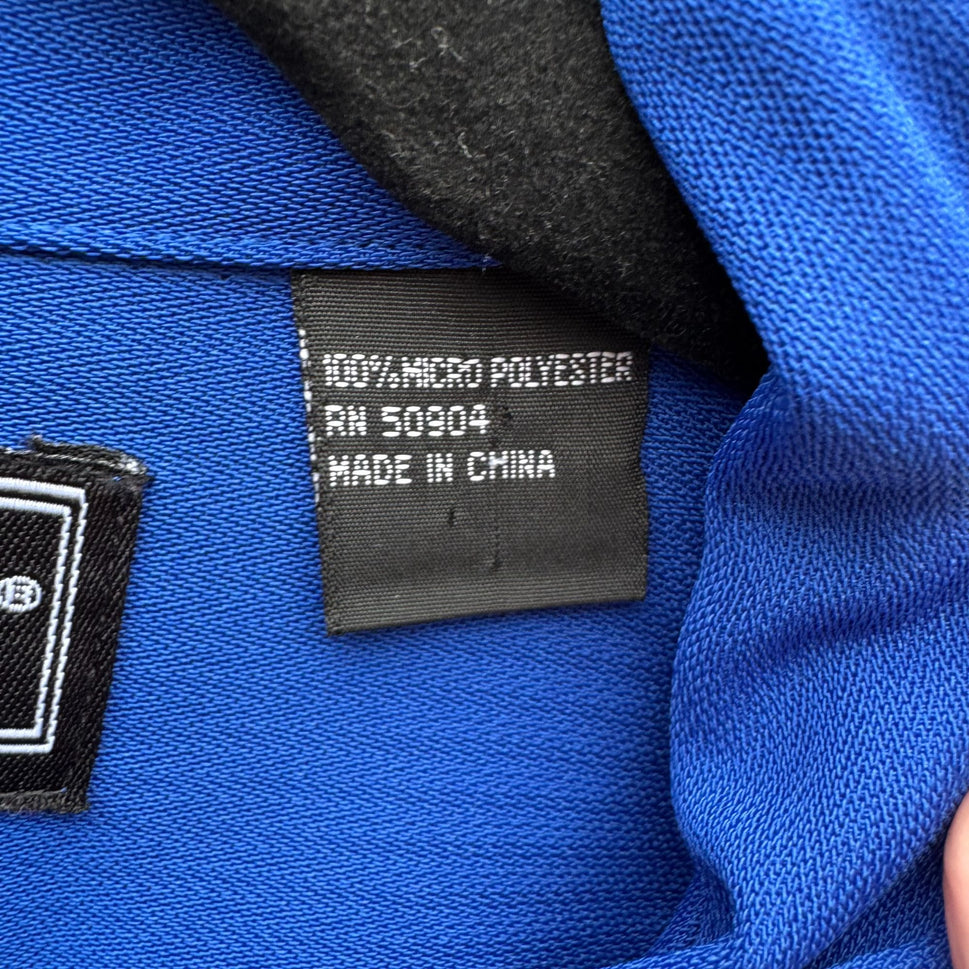 100% MICRO POLYESTER
RN 50904
MADE IN CHINA
®